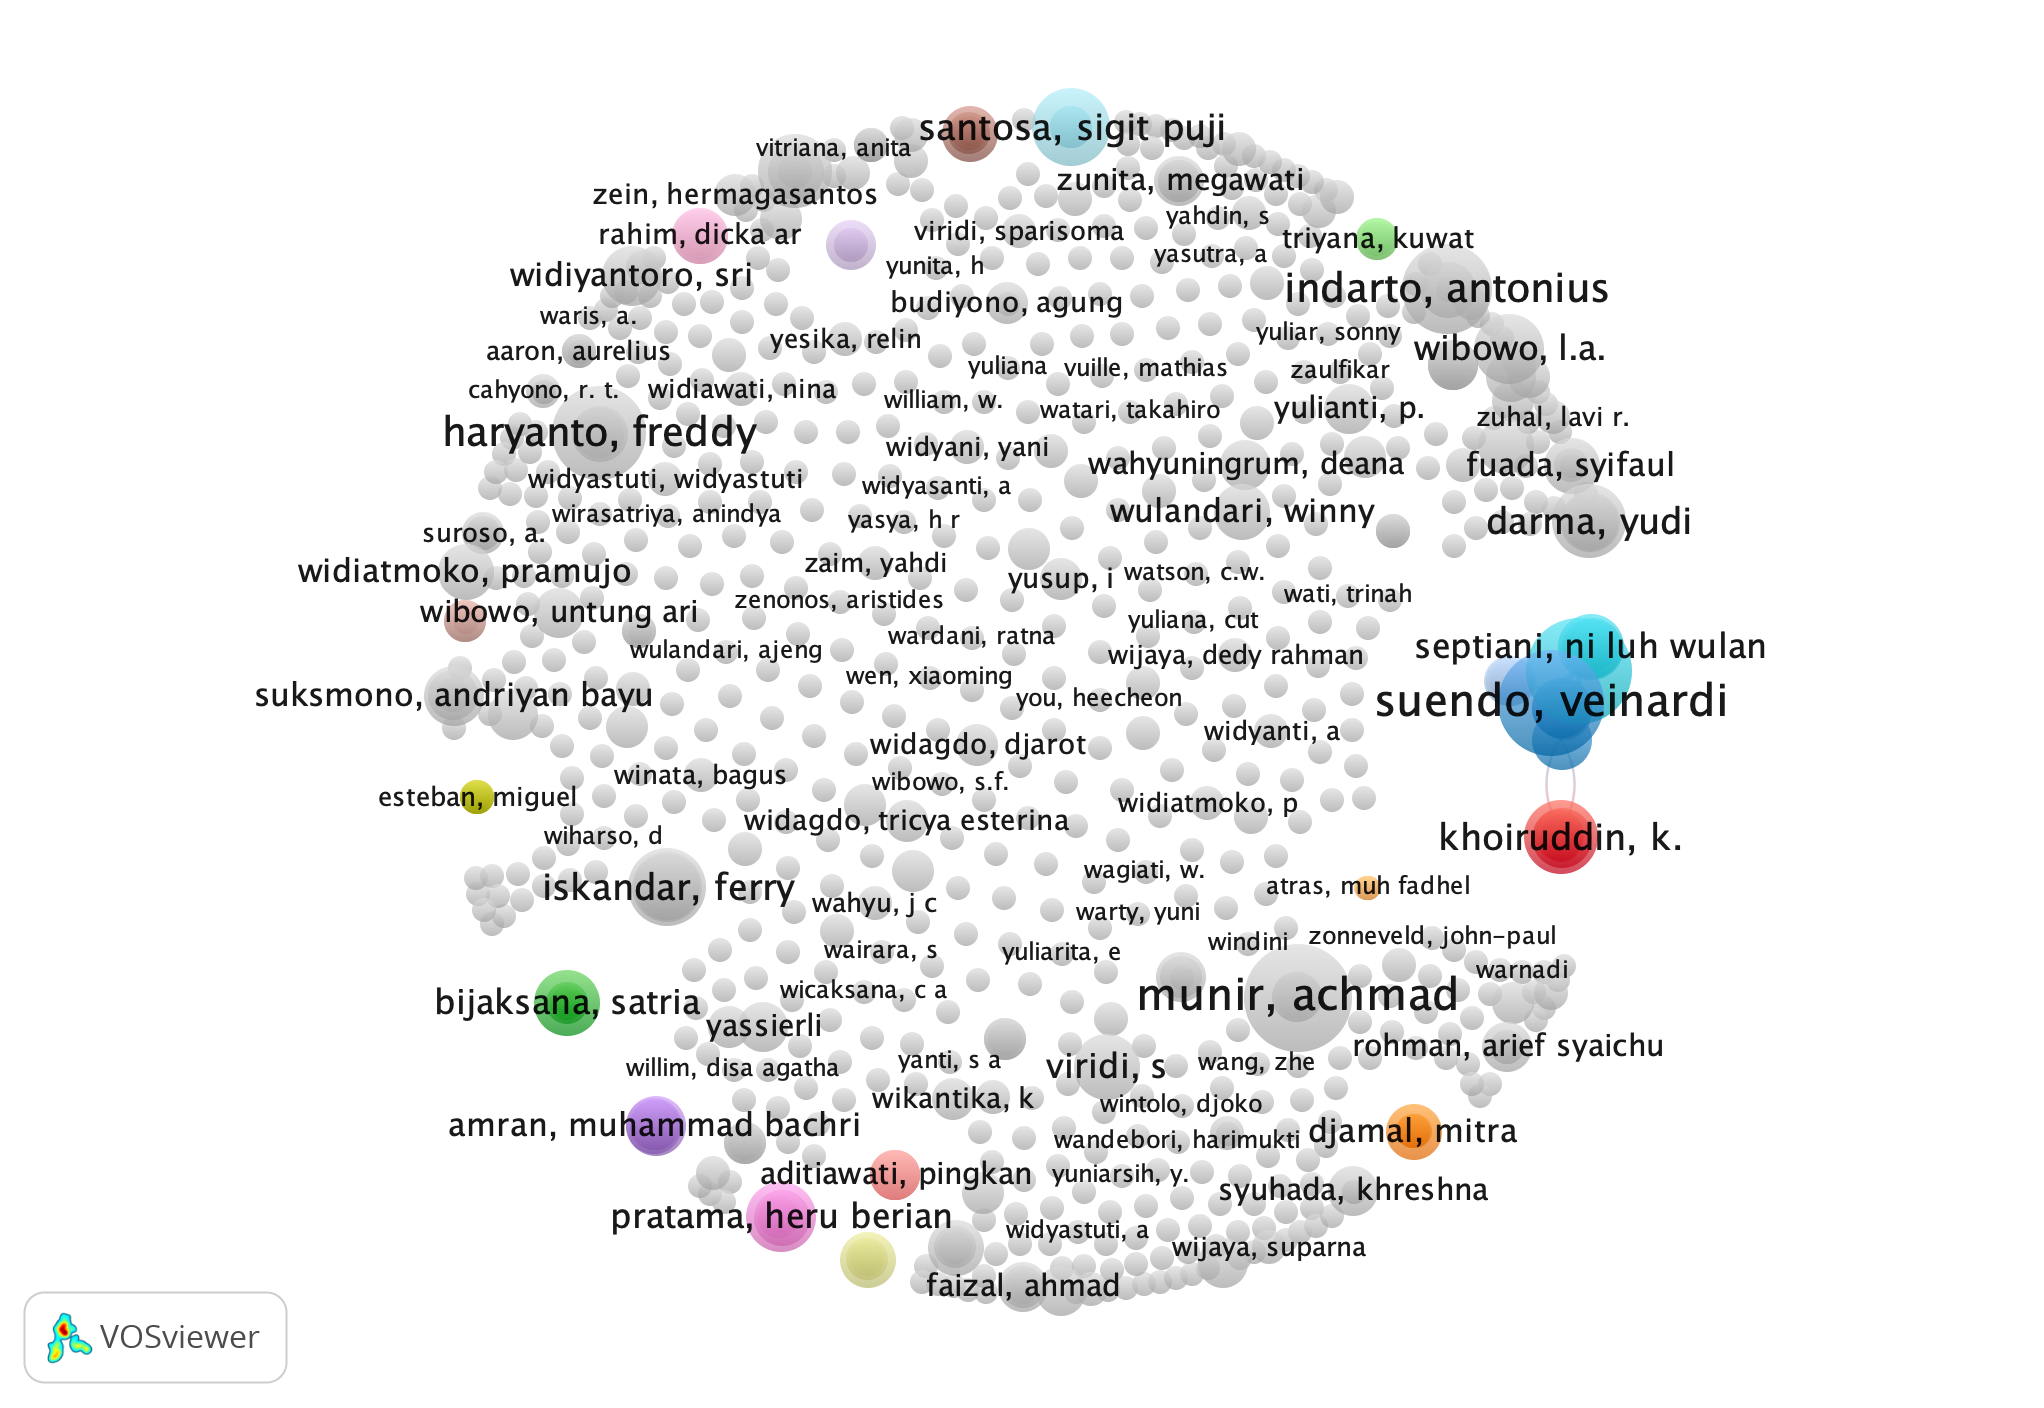 santosa, sigit puji
vitriana, anita
zunita, megawati
zein, hermagasantos
yahdin, s
rahim, dicka ar
viridi, sparisoma
triyana, kuwat
yasutra, a
yunita, h
widiyantoro, sri
indarto, antonius
budiyono, agung
waris, a.
yuliar, sonny
yesika, relin
aaron, aurelius
wibowo, l.a.
yuliana
vuille, mathias
zaulfikar
cahyono, r. t.
widiawati, nina
william, w.
watari, takahiro
yulianti, p.
zuhal, lavi r.
haryanto, freddy
widyani, yani
wahyuningrum, deana
fuada, syifaul
widyastuti, widyastuti
widyasanti, a
wirasatriya, anindya
yasya, h r
wulandari, winny
darma, yudi
suroso, a.
zaim, yahdi
widiatmoko, pramujo
yusup, i
watson, c.w.
wati, trinah
zenonos, aristides
wibowo, untung ari
yuliana, cut
wardani, ratna
wulandari, ajeng
wijaya, dedy rahman
septiani, ni luh wulan
wen, xiaoming
suksmono, andriyan bayu
you, heecheon
suendo, veinardi
widyanti, a
widagdo, djarot
winata, bagus
wibowo, s.f.
esteban, miguel
widiatmoko, p
widagdo, tricya esterina
wiharso, d
khoiruddin, k.
wagiati, w.
iskandar, ferry
atras, muh fadhel
wahyu, j c
warty, yuni
wairara, s
yuliarita, e
windini
zonneveld, john-paul
warnadi
wicaksana, c a
munir, achmad
bijaksana, satria
yassierli
rohman, arief syaichu
willim, disa agatha
yanti, s a
viridi, s
wang, zhe
wikantika, k
wintolo, djoko
amran, muhammad bachri
wandebori, harimukti
djamal, mitra
aditiawati, pingkan
yuniarsih, y.
syuhada, khreshna
pratama, heru berian
widyastuti, a
wijaya, suparna
faizal, ahmad
VOSviewer